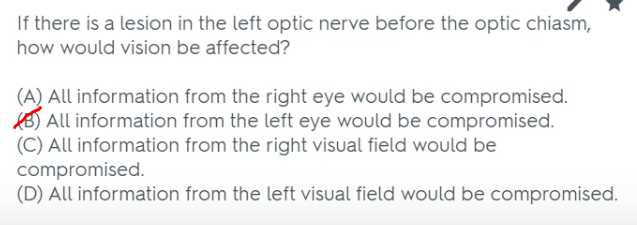 If there is a lesion in the left optic nerve before the optic chiasm,
how would vision be affected?
(A) All information from the right eye would be compromised.
(B) All information from the left eye would be compromised.
(C) All information from the right visual field would be
compromised.
(D) All information from the left visual field would be compromised.